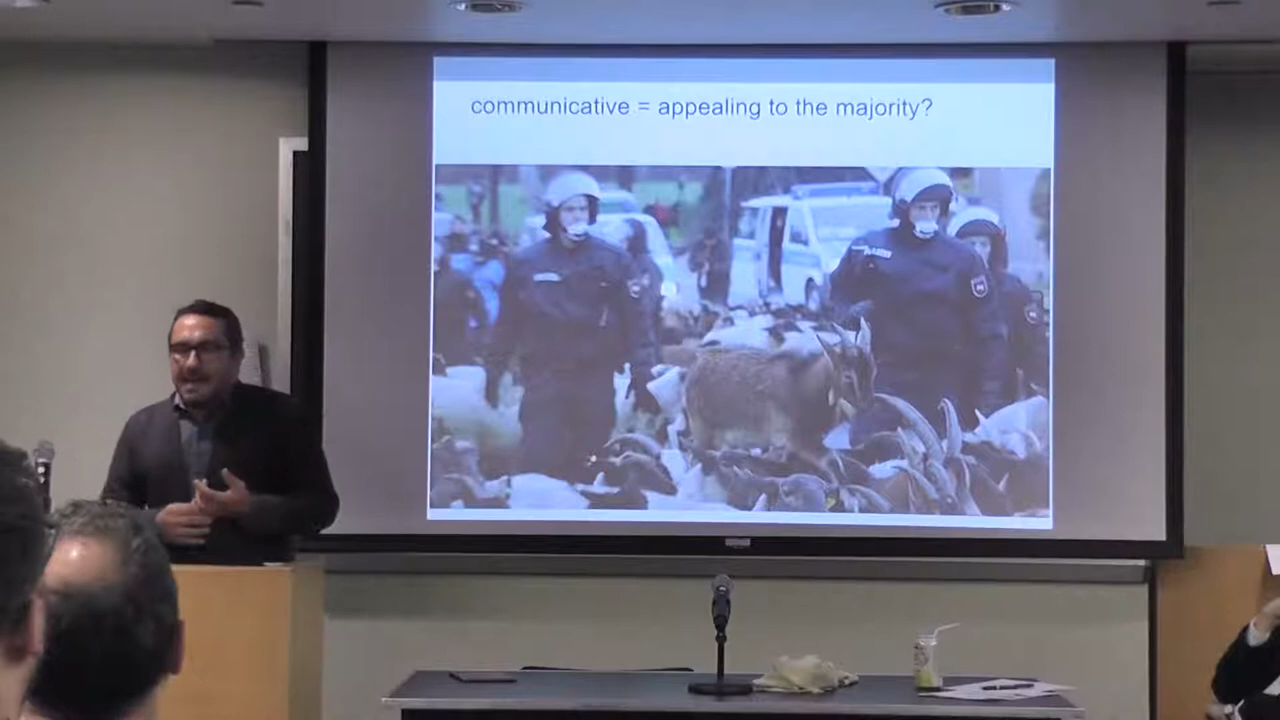 communicative = appealing to the majority?